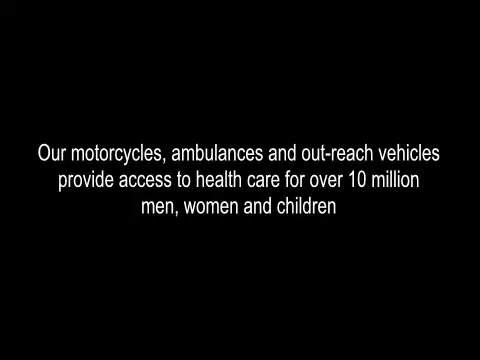 Our motorcycles, ambulances and out-reach vehicles
provide access to health care for over 10 million
men, women and children